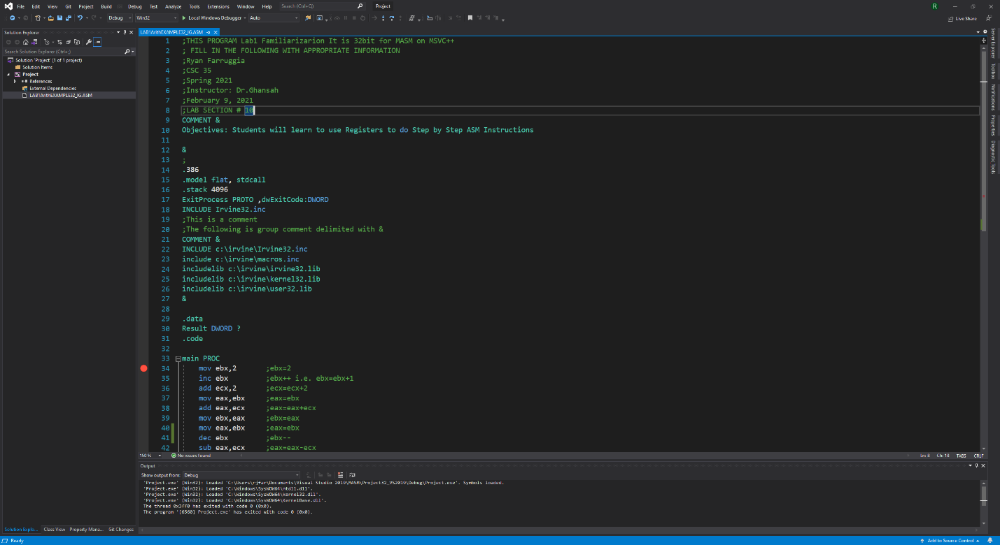 File Edit View Git Project Build Debug Test Analyze Tools Extensions Window Help Search (Ctrl+Q) Project R
Debug Win32 Local Windows Debugger Auto Live Share
Solution Explorer
Search Solution Explorer (Ctrl+;)
Solution 'Project' (1 of 1 project)
Solution Items
Project
References
External Dependencies
LAB1ArithEXAMPLE32_IG.ASM
LAB1ArithEXAMPLE32_IG.ASM
1 ;THIS PROGRAM Lab1 Familiarizarion It is 32bit for MASM on MSVC++
2 ; FILL IN THE FOLLOWING WITH APPROPRIATE INFORMATION
3 ;Ryan Farruggia
4 ;CSC 35
5 ;Spring 2021
6 ;Instructor: Dr.Ghansah
7 ;February 9, 2021
8 ;LAB SECTION # 10
9 COMMENT &
10 Objectives: Students will learn to use Registers to do Step by Step ASM Instructions
11
12 &
13 ;
14 .386
15 .model flat, stdcall
16 .stack 4096
17 ExitProcess PROTO ,dwExitCode:DWORD
18 INCLUDE Irvine32.inc
19 ;This is a comment
20 ;The following is group comment delimited with &
21 COMMENT &
22 INCLUDE c:\irvine\Irvine32.inc
23 include c:\irvine\macros.inc
24 includelib c:\irvine\irvine32.lib
25 includelib c:\irvine\kernel32.lib
26 includelib c:\irvine\user32.lib
27 &
28
29 .data
30 Result DWORD ?
31 .code
32
33 main PROC
34 mov ebx,2 ;ebx=2
35 inc ebx ;ebx++ i.e. ebx=ebx+1
36 add ecx,2 ;ecx=ecx+2
37 mov eax,ebx ;eax=ebx
38 add eax,ecx ;eax=eax+ecx
39 mov ebx,eax ;ebx=eax
40 mov eax,ebx ;eax=ebx
41 dec ebx ;ebx--
42 sub eax,ecx ;eax=eax-ecx
150 % No issues found Ln: 8 Ch: 18 TABS CRLF
Output
Show output from: Debug
'Project.exe' (Win32): Loaded 'C:\Users\rjfar\Documents\Visual Studio 2019\MASM\Project32_VS2019\Debug\Project.exe'. Symbols loaded.
'Project.exe' (Win32): Loaded 'C:\Windows\SysWOW64\ntdll.dll'.
'Project.exe' (Win32): Loaded 'C:\Windows\SysWOW64\kernel32.dll'.
'Project.exe' (Win32): Loaded 'C:\Windows\SysWOW64\KernelBase.dll'.
The thread 0x3ff0 has exited with code 0 (0x0).
The program '[6560] Project.exe' has exited with code 0 (0x0).
Solution Explo... Class View Property Mana... Git Changes
Ready Add to Source Control
Server Explorer
Toolbox
Notifications
Properties
Diagnostic Tools